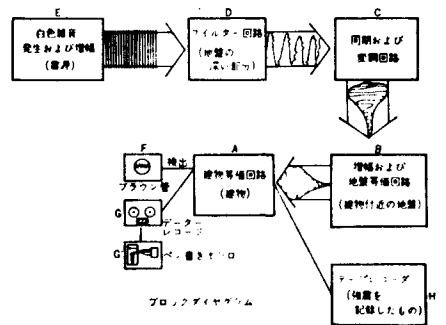 E
白色雑音
発生および増幅
(震源)
D
フィルター回路
(地盤の
深い部分)
C
同期および
変調回路
F
検出
ブラウン管
A
建物等価回路
(建物)
B
増幅および
地盤等価回路
(建物付近の地盤)
G
データー
レコーダ
G'
ペン書きオシロ
テープレコーダ
(強震を
記録したもの)
H
ブロックダイヤグラム